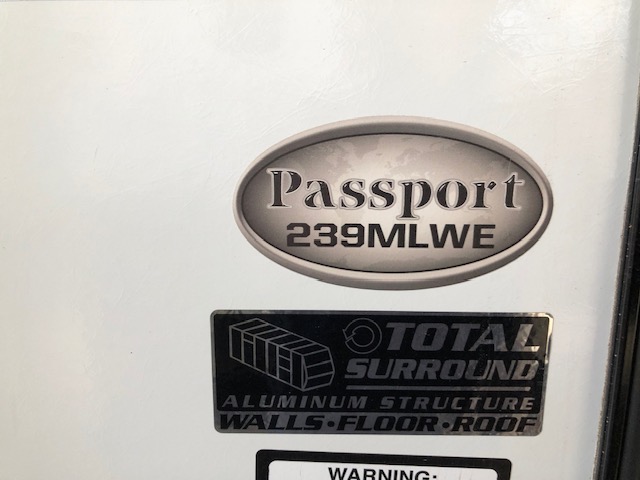 Passport
239MLWE
TOTAL
SURROUND
ALUMINUM STRUCTURE
WALLS•FLOOR•ROOF
WARNING: